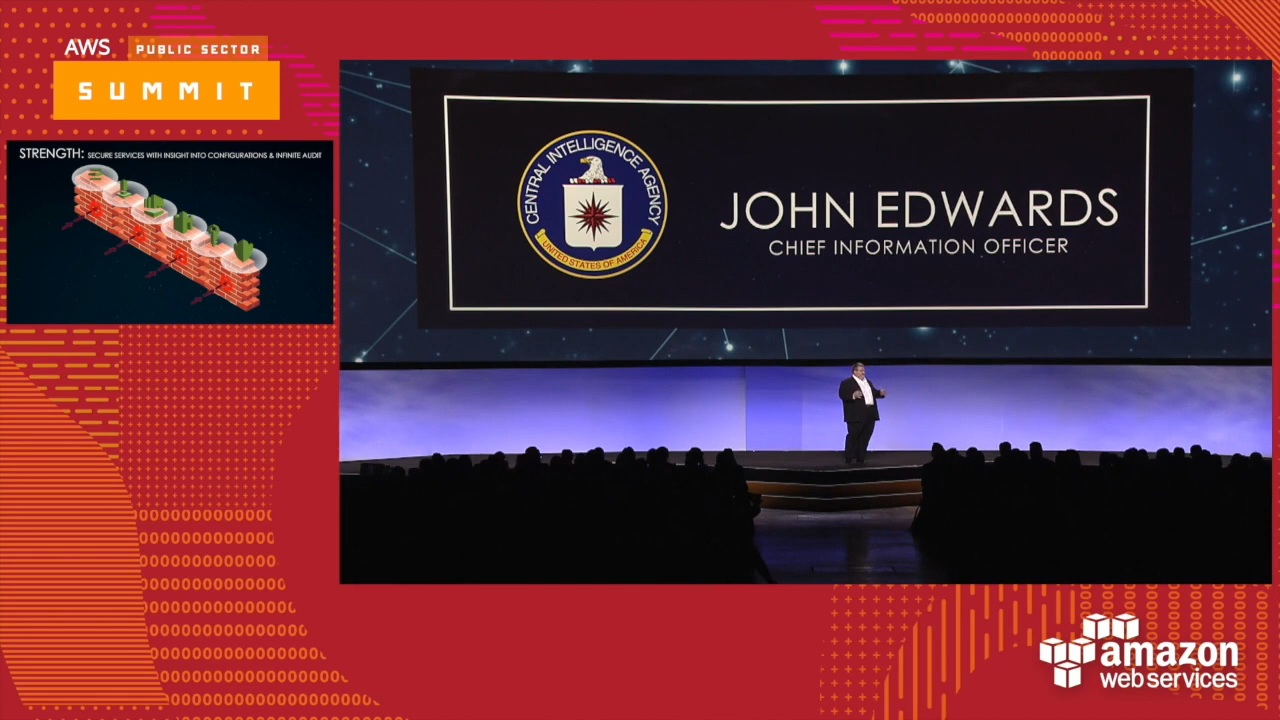 AWS PUBLIC SECTOR
SUMMIT
STRENGTH: SECURE SERVICES WITH INSIGHT INTO CONFIGURATIONS & INFINITE AUDIT
CENTRAL INTELLIGENCE AGENCY
UNITED STATES OF AMERICA
JOHN EDWARDS
CHIEF INFORMATION OFFICER
amazon
web services